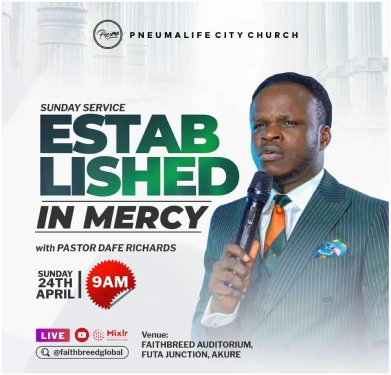 Pneuma
PNEUMALIFE CITY CHURCH
SUNDAY SERVICE
ESTAB
LISHED
IN MERCY
with PASTOR DAFE RICHARDS
SUNDAY
24TH
APRIL
9AM
LIVE
Mixlr
@faithbreedglobal
Venue:
FAITHBREED AUDITORIUM,
FUTA JUNCTION, AKURE